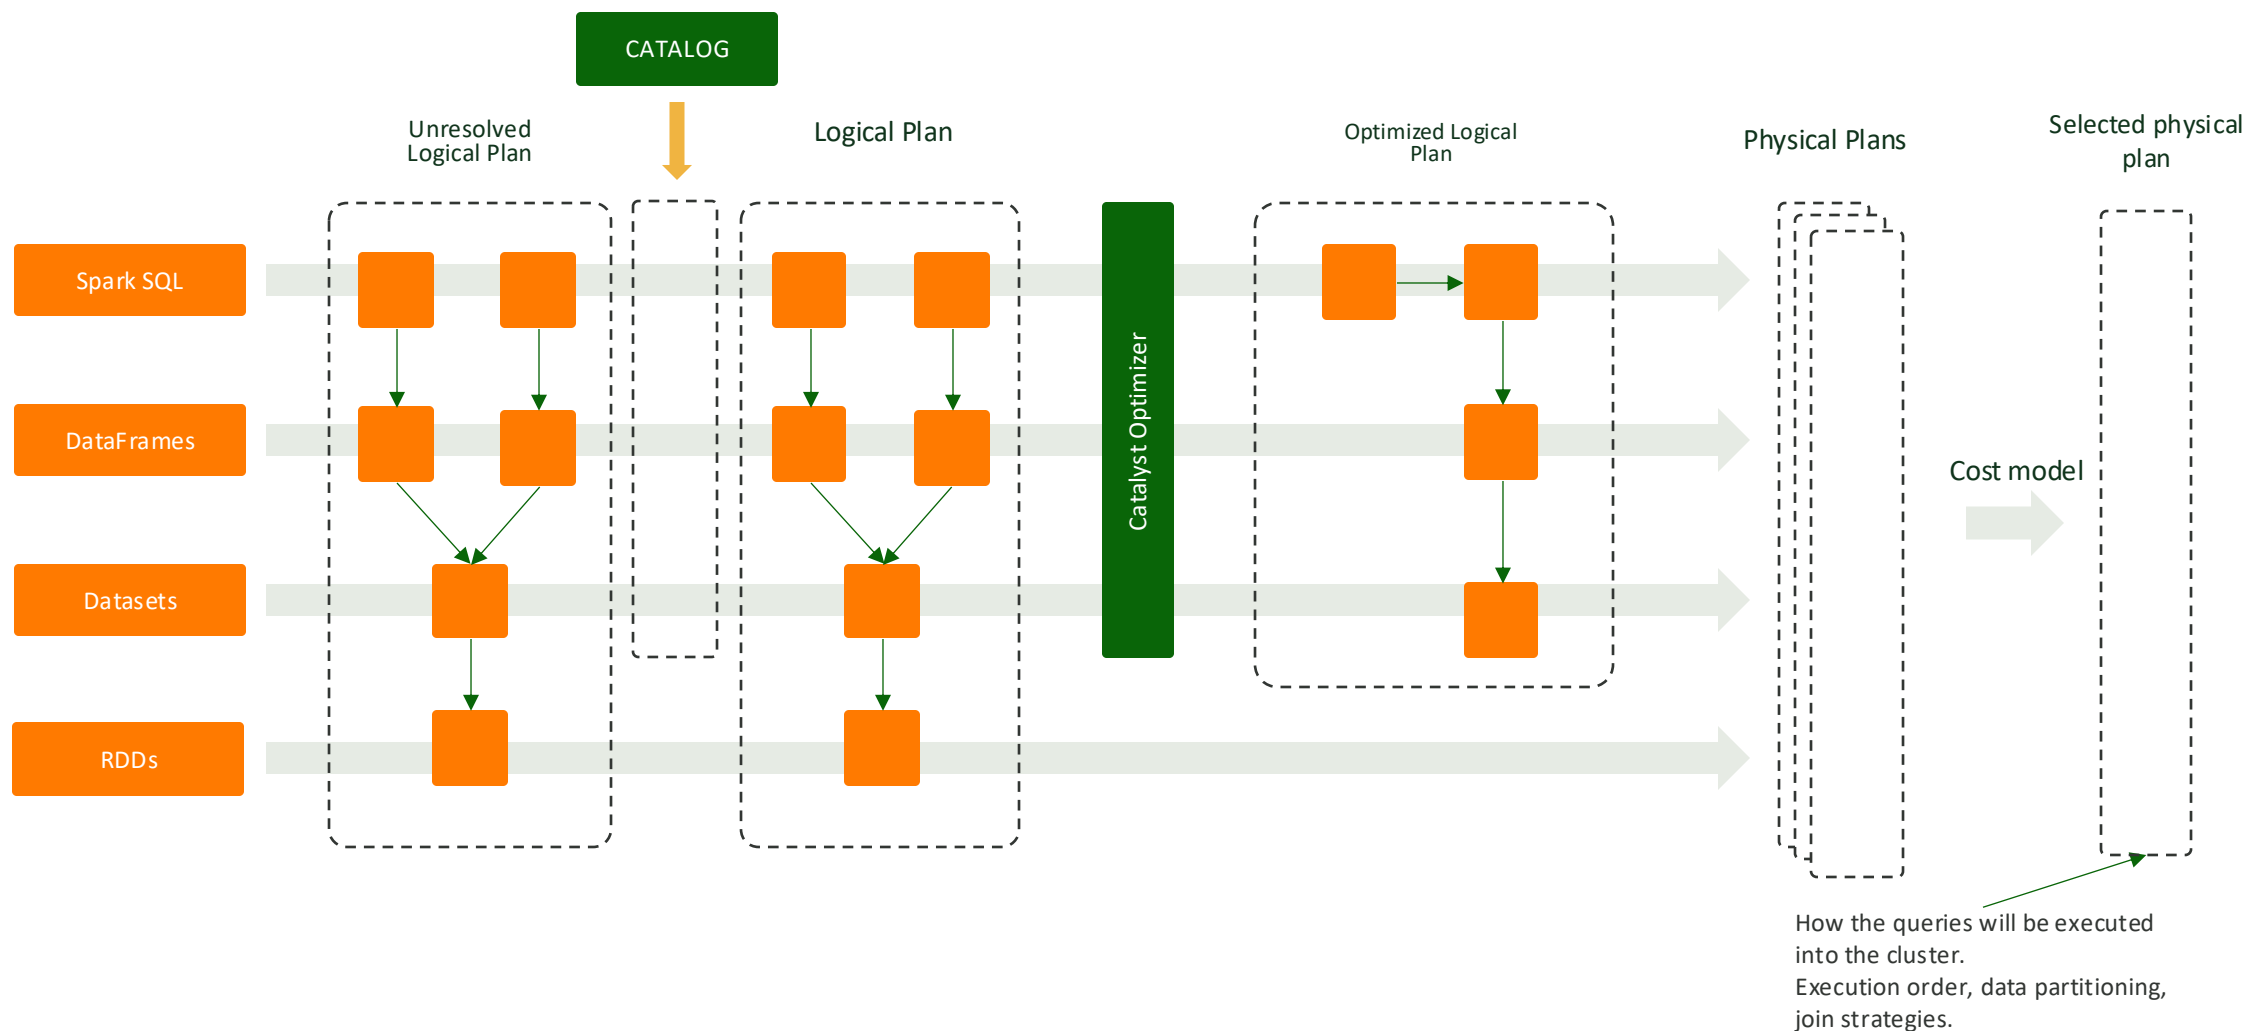 CATALOG
Unresolved
Logical Plan
Logical Plan
Optimized Logical
Plan
Physical Plans
Selected physical
plan
Spark SQL
DataFrames
Datasets
RDDs
Catalyst Optimizer
Cost model
How the queries will be executed
into the cluster.
Execution order, data partitioning,
join strategies.